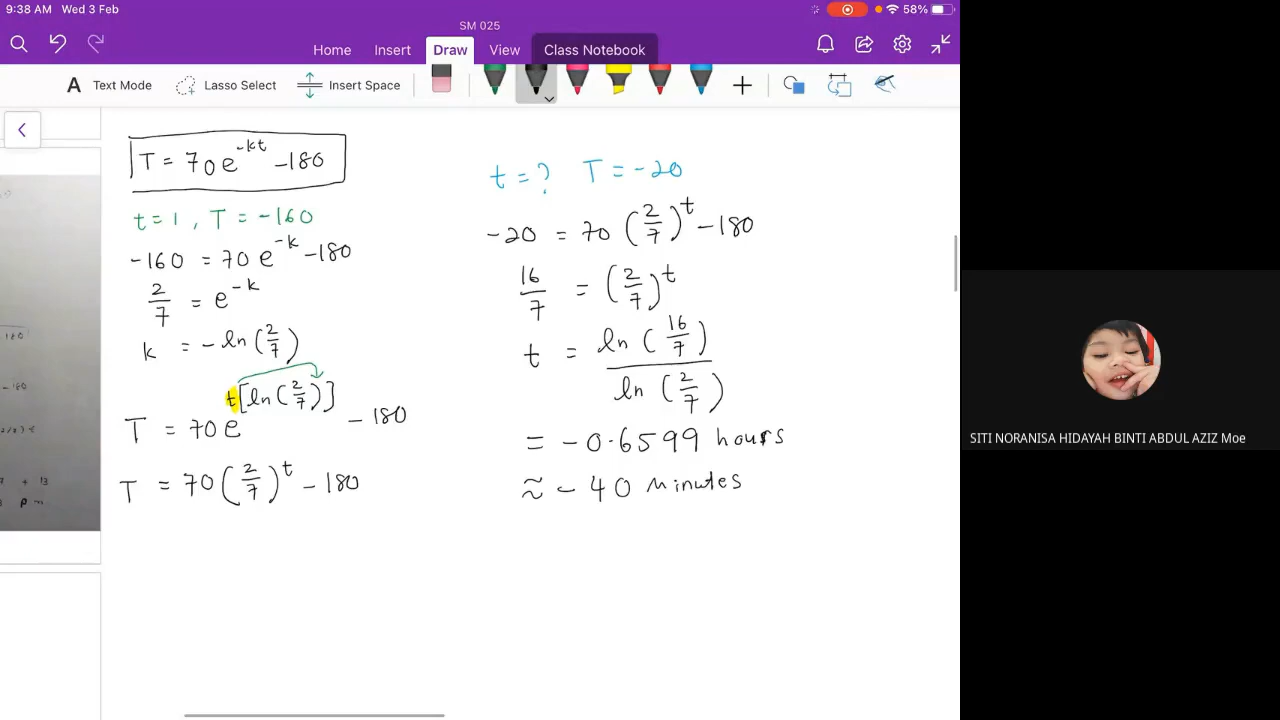 9:38 AM Wed 3 Feb
58%
SM 025
Home Insert Draw View Class Notebook
Text Mode Lasso Select Insert Space
T = 70e^{-kt} - 180
t = 1 , T = -160
-160 = 70e^{-k} - 180
2/7 = e^{-k}
k = -ln(2/7)
T = 70e^{t[ln(2/7)]} - 180
T = 70(2/7)^t - 180
t = ? T = -20
-20 = 70(2/7)^t - 180
16/7 = (2/7)^t
t = ln(16/7) / ln(2/7)
= -0.6599 hours
≈ - 40 minutes
SITI NORANISA HIDAYAH BINTI ABDUL AZIZ Moe